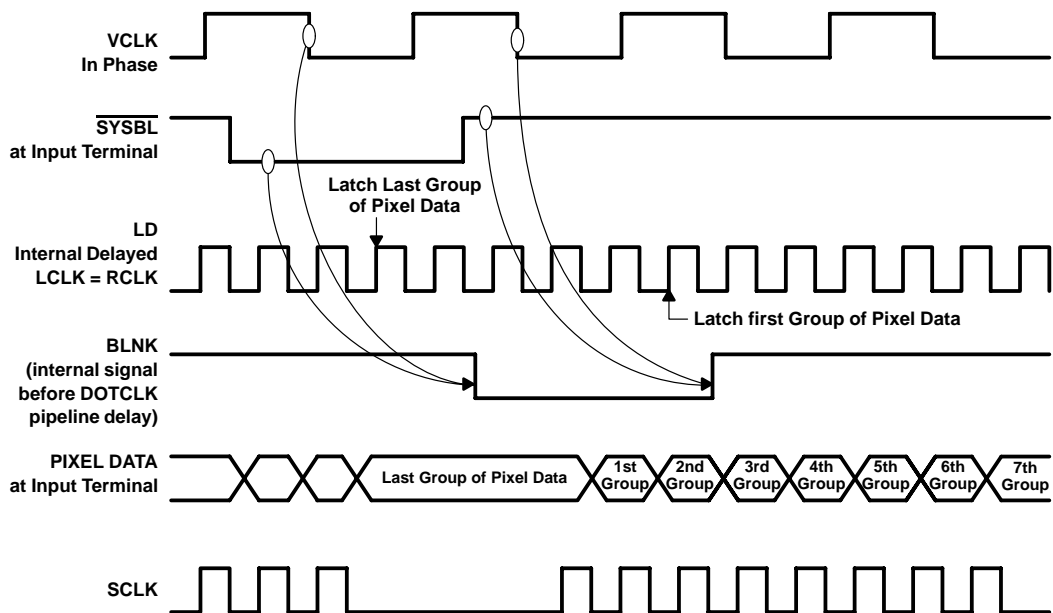 VCLK
In Phase
SYSBL
at Input Terminal
Latch Last Group
of Pixel Data
LD
Internal Delayed
LCLK = RCLK
Latch first Group of Pixel Data
BLNK
(internal signal
before DOTCLK
pipeline delay)
PIXEL DATA
at Input Terminal
Last Group of Pixel Data
1st
Group
2nd
Group
3rd
Group
4th
Group
5th
Group
6th
Group
7th
Group
SCLK